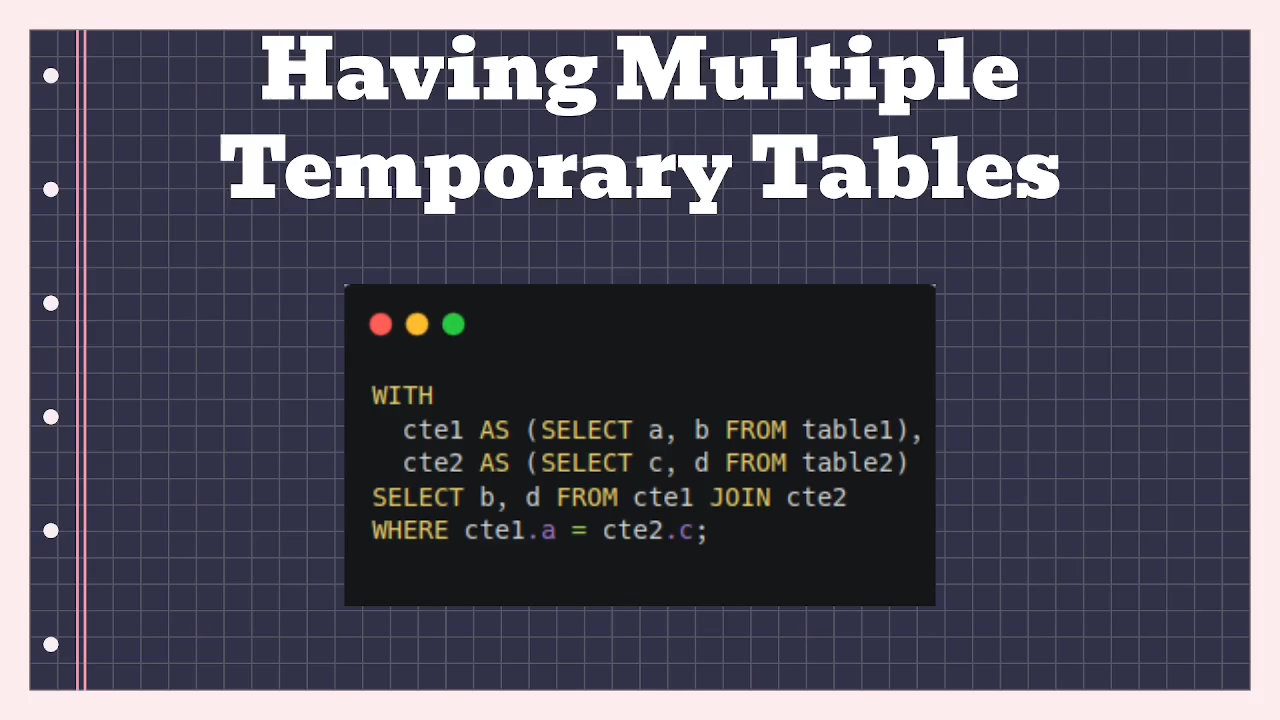 Having Multiple
Temporary Tables
WITH
  cte1 AS (SELECT a, b FROM table1),
  cte2 AS (SELECT c, d FROM table2)
SELECT b, d FROM cte1 JOIN cte2
WHERE cte1.a = cte2.c;